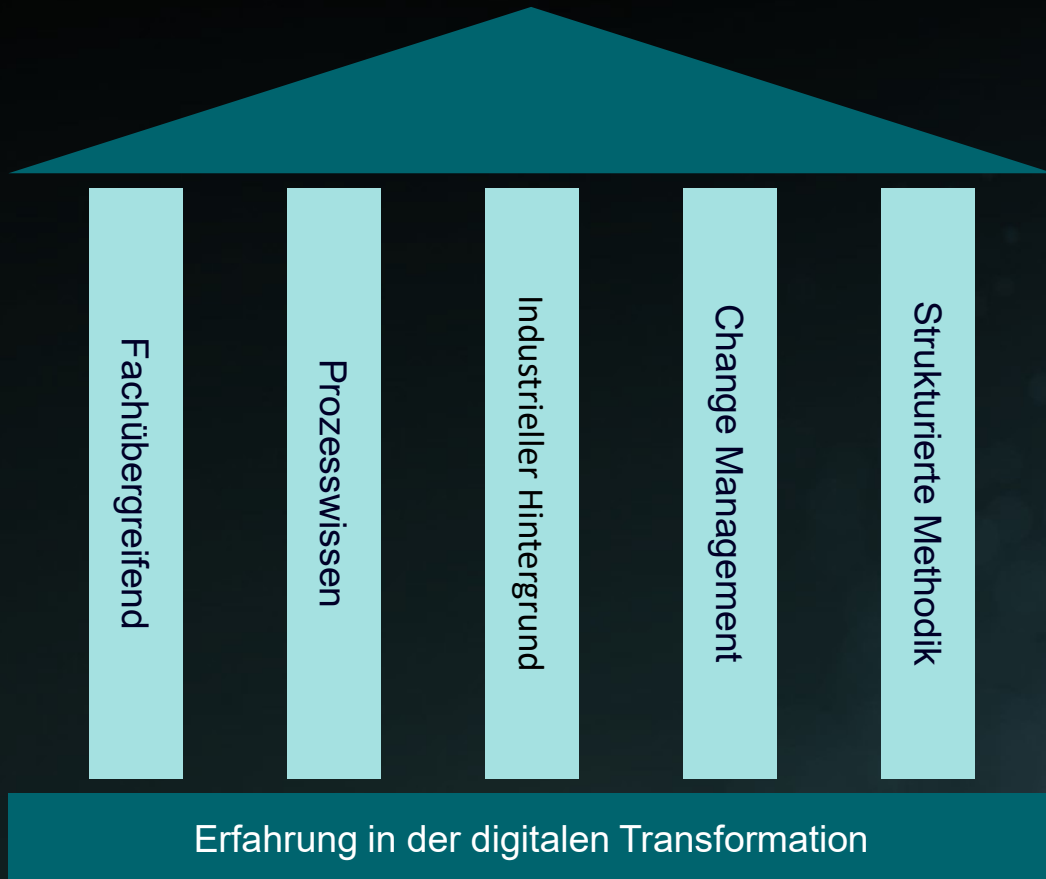 Fachübergreifend
Prozesswissen
Industrieller Hintergrund
Change Management
Strukturierte Methodik
Erfahrung in der digitalen Transformation